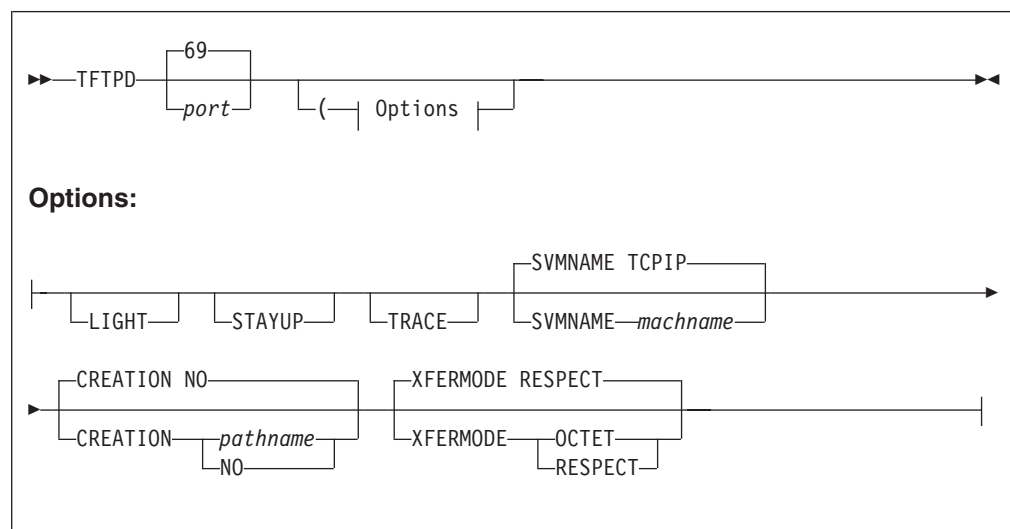 69
TFTPD
port
( Options
Options:
SVMNAME TCPIP
LIGHT STAYUP TRACE SVMNAME machname
CREATION NO XFERMODE RESPECT
CREATION pathname XFERMODE OCTET
NO RESPECT